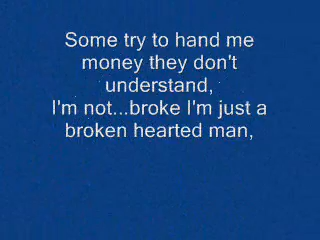 Some try to hand me
money they don't
understand,
I'm not...broke I'm just a
broken hearted man,